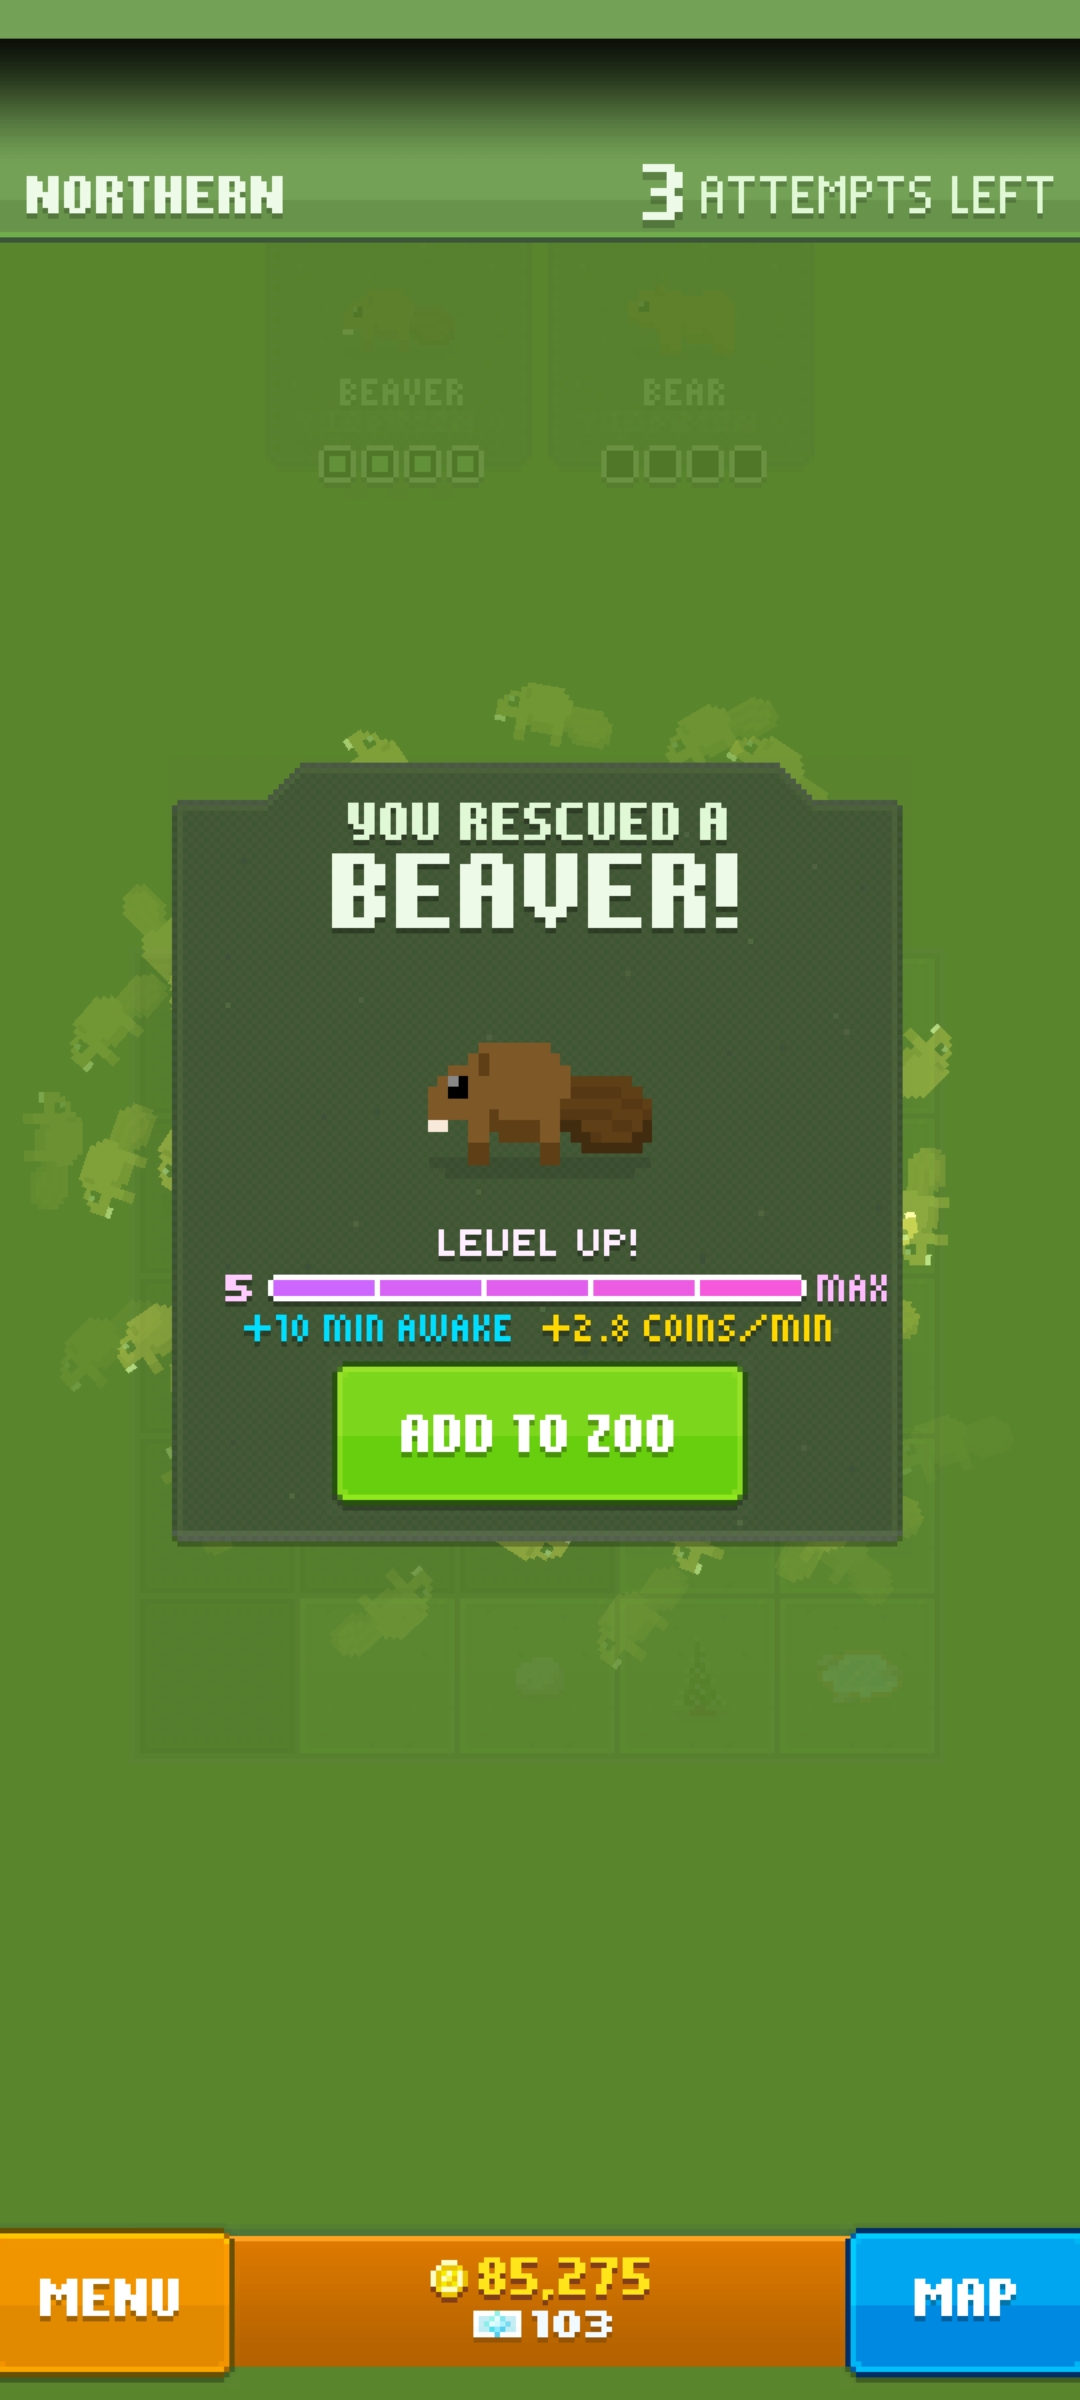 NORTHERN
3 ATTEMPTS LEFT
BEAVER
BEAR
YOU RESCUED A
BEAVER!
LEVEL UP!
5 MAX
+10 MIN AWAKE +2.8 COINS/MIN
ADD TO ZOO
MENU
85,275
103
MAP